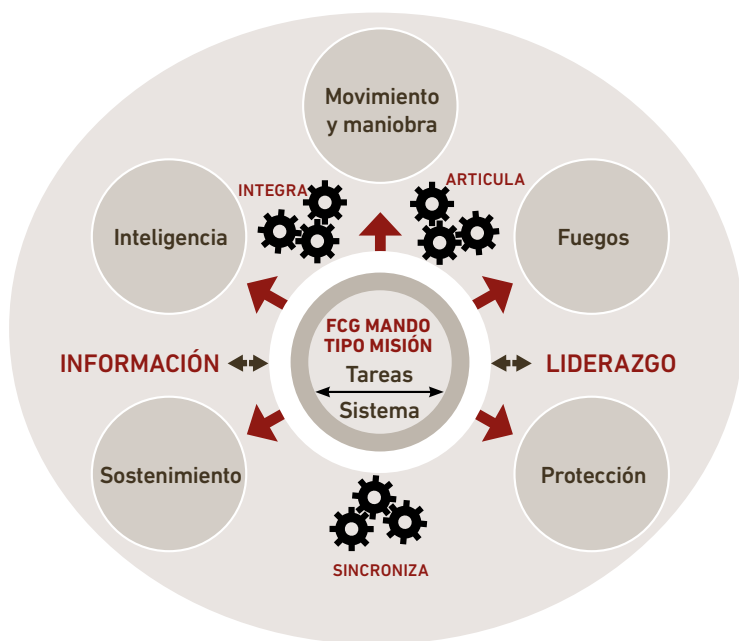 Movimiento
y maniobra
INTEGRA
ARTICULA
Inteligencia
Fuegos
FCG MANDO
TIPO MISIÓN
Tareas
Sistema
INFORMACIÓN
LIDERAZGO
Sostenimiento
Protección
SINCRONIZA